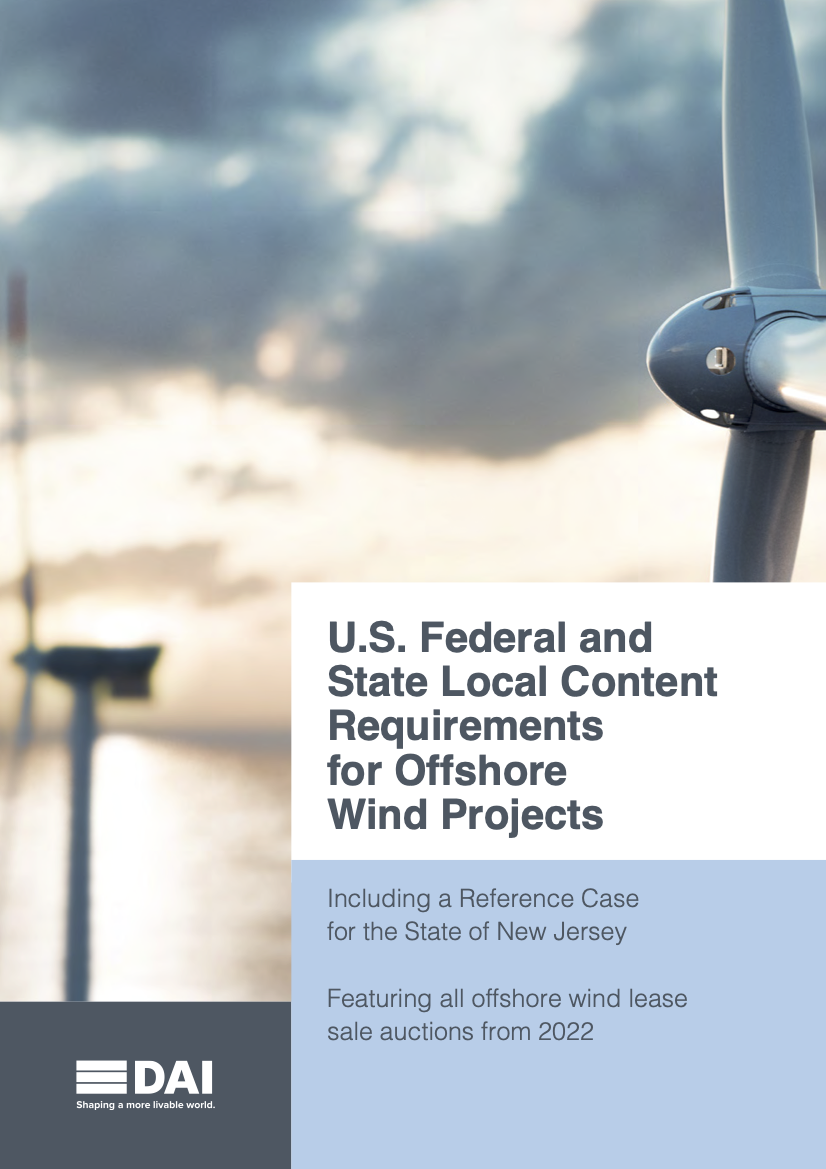 U.S. Federal and
State Local Content
Requirements
for Offshore
Wind Projects
Including a Reference Case
for the State of New Jersey
Featuring all offshore wind lease
sale auctions from 2022
DAI
Shaping a more livable world.